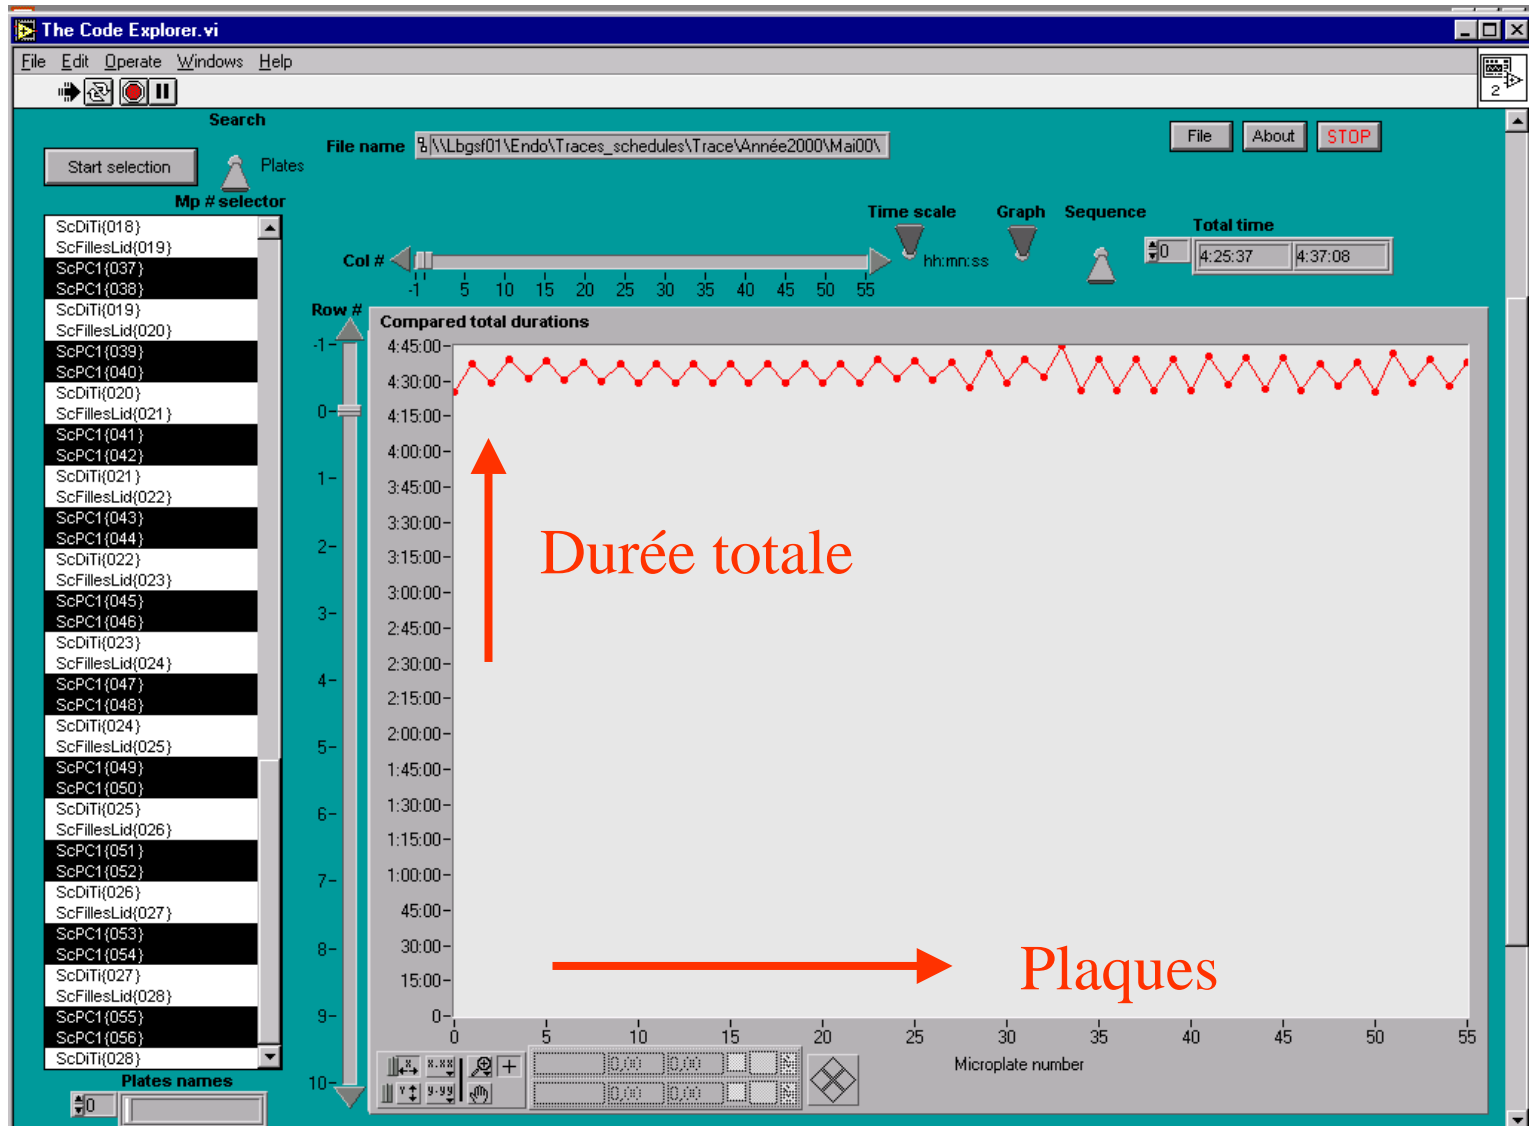 The Code Explorer.vi
File Edit Operate Windows Help
2
Search
Start selection
Plates
File name \\Lbgsf01\Endo\Traces_schedules\Trace\Année2000\Mai00\
File About STOP
Mp # selector
ScDiTi{018}
ScFillesLid{019}
ScPC1{037}
ScPC1{038}
ScDiTi{019}
ScFillesLid{020}
ScPC1{039}
ScPC1{040}
ScDiTi{020}
ScFillesLid{021}
ScPC1{041}
ScPC1{042}
ScDiTi{021}
ScFillesLid{022}
ScPC1{043}
ScPC1{044}
ScDiTi{022}
ScFillesLid{023}
ScPC1{045}
ScPC1{046}
ScDiTi{023}
ScFillesLid{024}
ScPC1{047}
ScPC1{048}
ScDiTi{024}
ScFillesLid{025}
ScPC1{049}
ScPC1{050}
ScDiTi{025}
ScFillesLid{026}
ScPC1{051}
ScPC1{052}
ScDiTi{026}
ScFillesLid{027}
ScPC1{053}
ScPC1{054}
ScDiTi{027}
ScFillesLid{028}
ScPC1{055}
ScPC1{056}
ScDiTi{028}
Plates names
0
Col #
-1 5 10 15 20 25 30 35 40 45 50 55
Time scale
hh:mn:ss
Graph
Sequence
Total time
0 4:25:37 4:37:08
Row #
-1
0
1
2
3
4
5
6
7
8
9
10
Compared total durations
4:45:00
4:30:00
4:15:00
4:00:00
3:45:00
3:30:00
3:15:00
3:00:00
2:45:00
2:30:00
2:15:00
2:00:00
1:45:00
1:30:00
1:15:00
1:00:00
45:00
30:00
15:00
0
Durée totale
Plaques
0 5 10 15 20 25 30 35 40 45 50 55
Microplate number
X X.XX
Y Y.YY
0,00 0,00
0,00 0,00